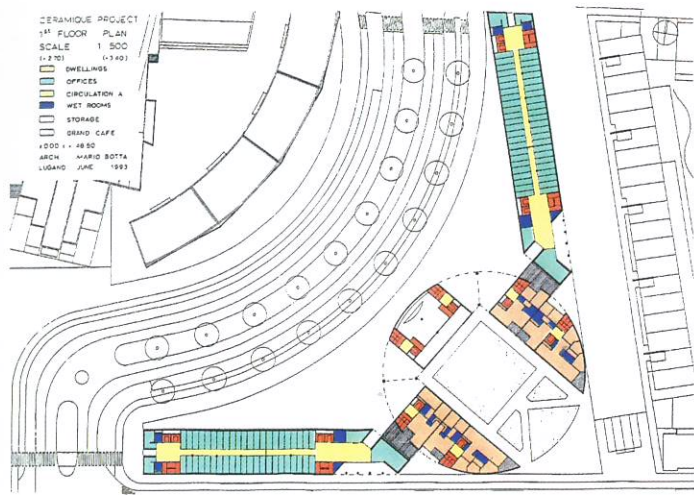 CERAMIQUE PROJECT
1st FLOOR PLAN
SCALE 1 500
(+ 2.70) (+ 3.40)
DWELLINGS
OFFICES
CIRCULATION A
WET ROOMS
STORAGE
GRAND CAFE
ARCH. MARIO BOTTA
LUGANO JUNE 1993